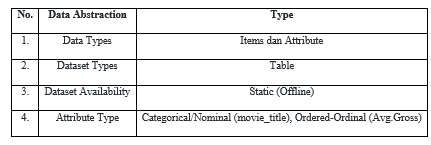 No. Data Abstraction Type
1. Data Types Items dan Attribute
2. Dataset Types Table
3. Dataset Availability Static (Offline)
4. Attribute Type Categorical/Nominal (movie_title), Ordered-Ordinal (Avg.Gross)